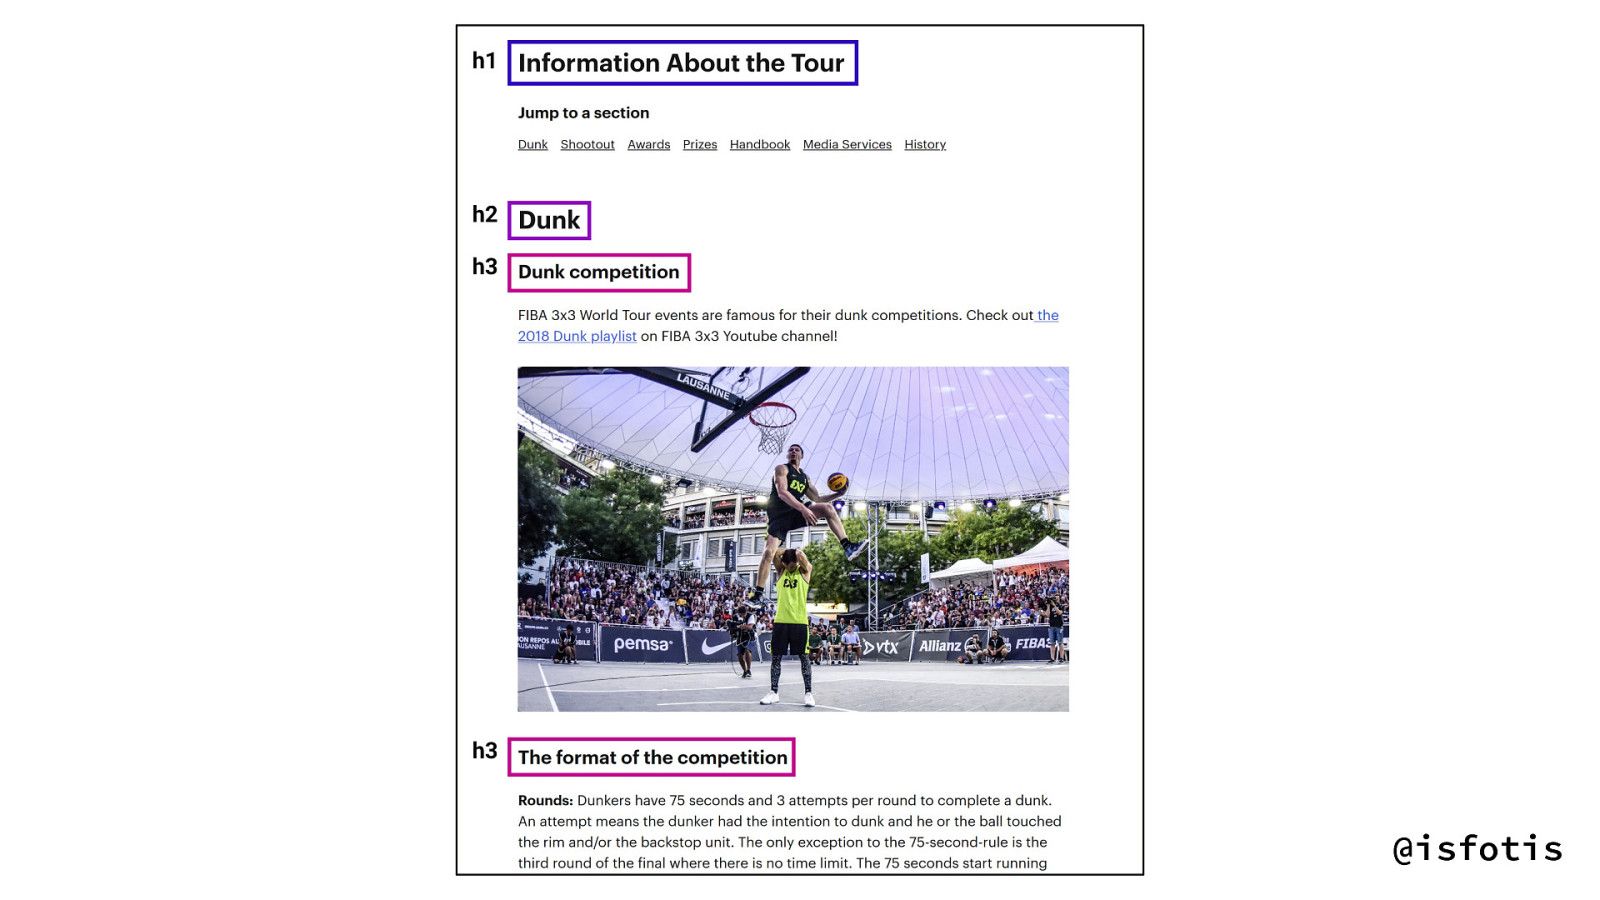 h1 Information About the Tour
Jump to a section
Dunk Shootout Awards Prizes Handbook Media Services History
h2 Dunk
h3 Dunk competition
FIBA 3x3 World Tour events are famous for their dunk competitions. Check out the
2018 Dunk playlist on FIBA 3x3 Youtube channel!
LAUSANNE
pemsa
vtx
Allianz
FIBA3
h3 The format of the competition
Rounds: Dunkers have 75 seconds and 3 attempts per round to complete a dunk.
An attempt means the dunker had the intention to dunk and he or the ball touched
the rim and/or the backstop unit. The only exception to the 75-second-rule is the
third round of the final where there is no time limit. The 75 seconds start running
@isfotis